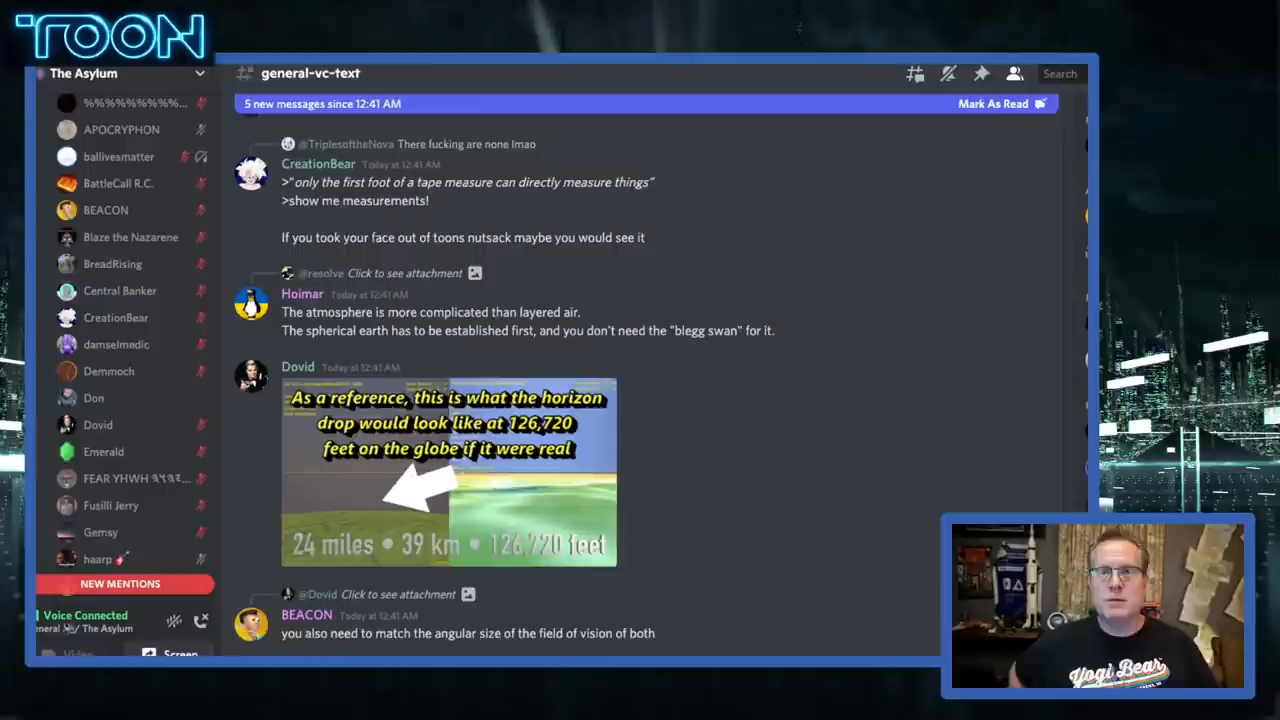 TOON
The Asylum
general-vc-text
Search
5 new messages since 12:41 AM
Mark As Read
%%%%%%%%%...
APOCRYPHON
ballivesmatter
BattleCall R.C.
BEACON
Blaze the Nazarene
BreadRising
Central Banker
CreationBear
damselmedic
Demmoch
Don
Dovid
Emerald
FEAR YHWH
Fusilli Jerry
Gemsy
haarp
NEW MENTIONS
Voice Connected
eneral / The Asylum
Video
Screen
@TriplesoftheNova There fucking are none lmao
CreationBear Today at 12:41 AM
>"only the first foot of a tape measure can directly measure things"
>show me measurements!
If you took your face out of toons nutsack maybe you would see it
@resolve Click to see attachment
Hoimar Today at 12:41 AM
The atmosphere is more complicated than layered air.
The spherical earth has to be established first, and you don't need the "blegg swan" for it.
Dovid Today at 12:41 AM
As a reference, this is what the horizon
drop would look like at 126,720
feet on the globe if it were real
24 miles • 39 km • 126,720 feet
@Dovid Click to see attachment
BEACON Today at 12:41 AM
you also need to match the angular size of the field of vision of both
Yogi Bear